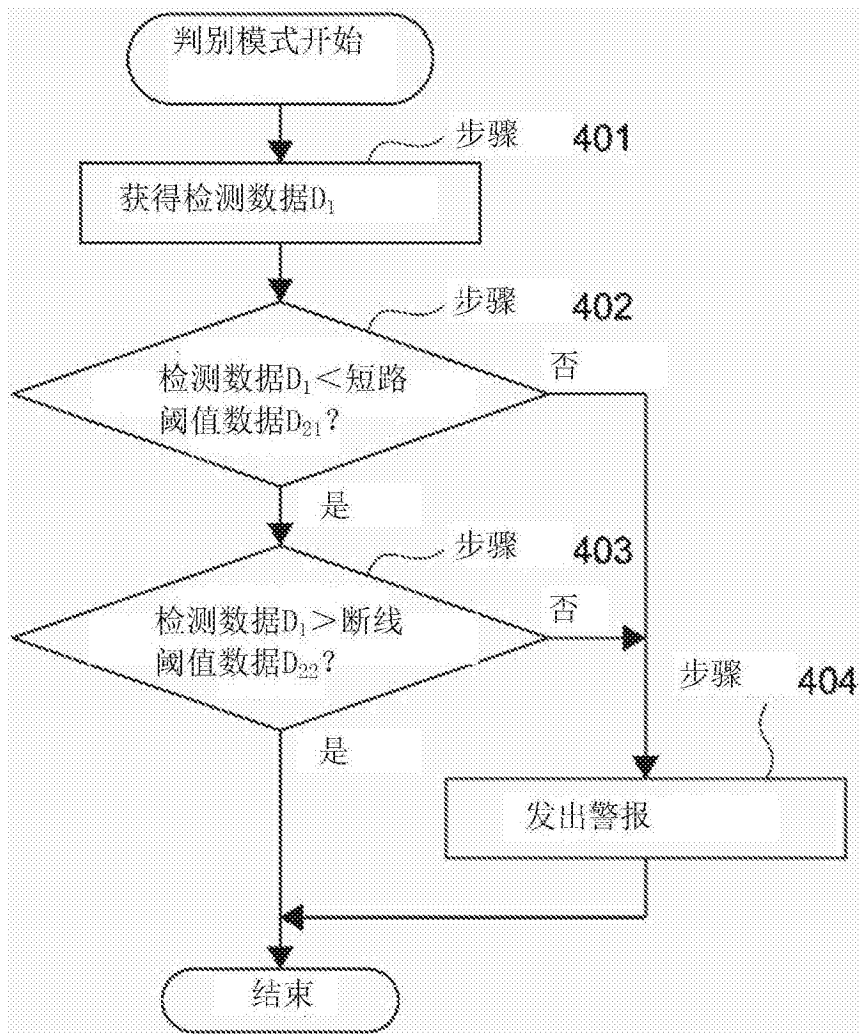 判别模式开始
步骤 401
获得检测数据D₁
步骤 402
检测数据D₁＜短路
阈值数据D₂₁?
否
是
步骤 403
检测数据D₁＞断线
阈值数据D₂₂?
否
是
步骤 404
发出警报
结束